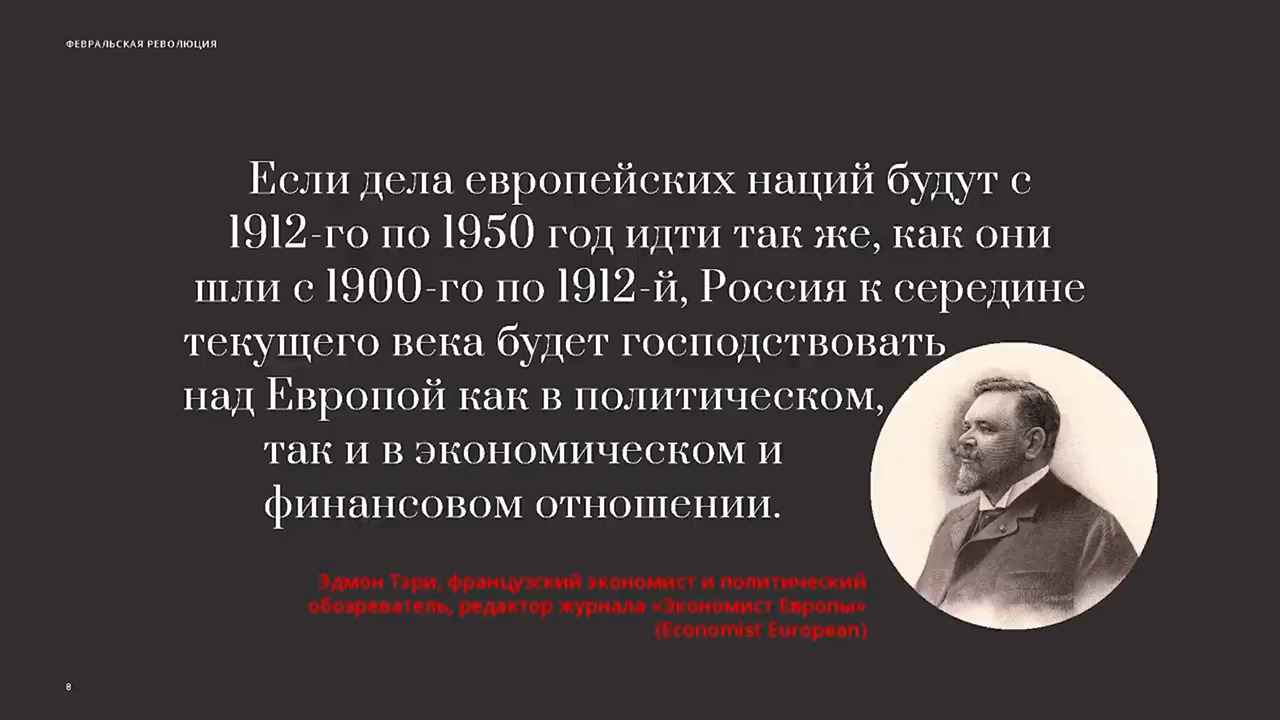 ФЕВРАЛЬСКАЯ РЕВОЛЮЦИЯ
Если дела европейских наций будут с
1912-го по 1950 год идти так же, как они
шли с 1900-го по 1912-й, Россия к середине
текущего века будет господствовать
над Европой как в политическом,
так и в экономическом и
финансовом отношении.
Эдмон Тэри, французский экономист и политический
обозреватель, редактор журнала «Экономист Европы»
(Economist European)
8